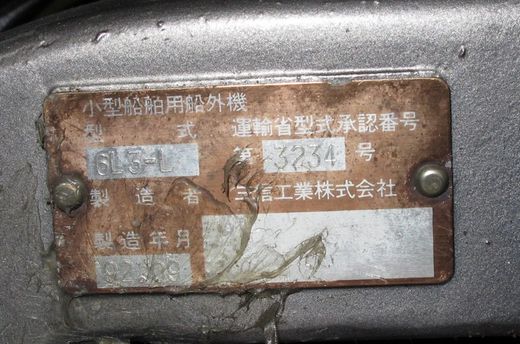 小型船舶用船外機
型式 運輸省型式承認番号
6L3-L 第 3234 号
製造者 三信工業株式会社
製造年月
92.09